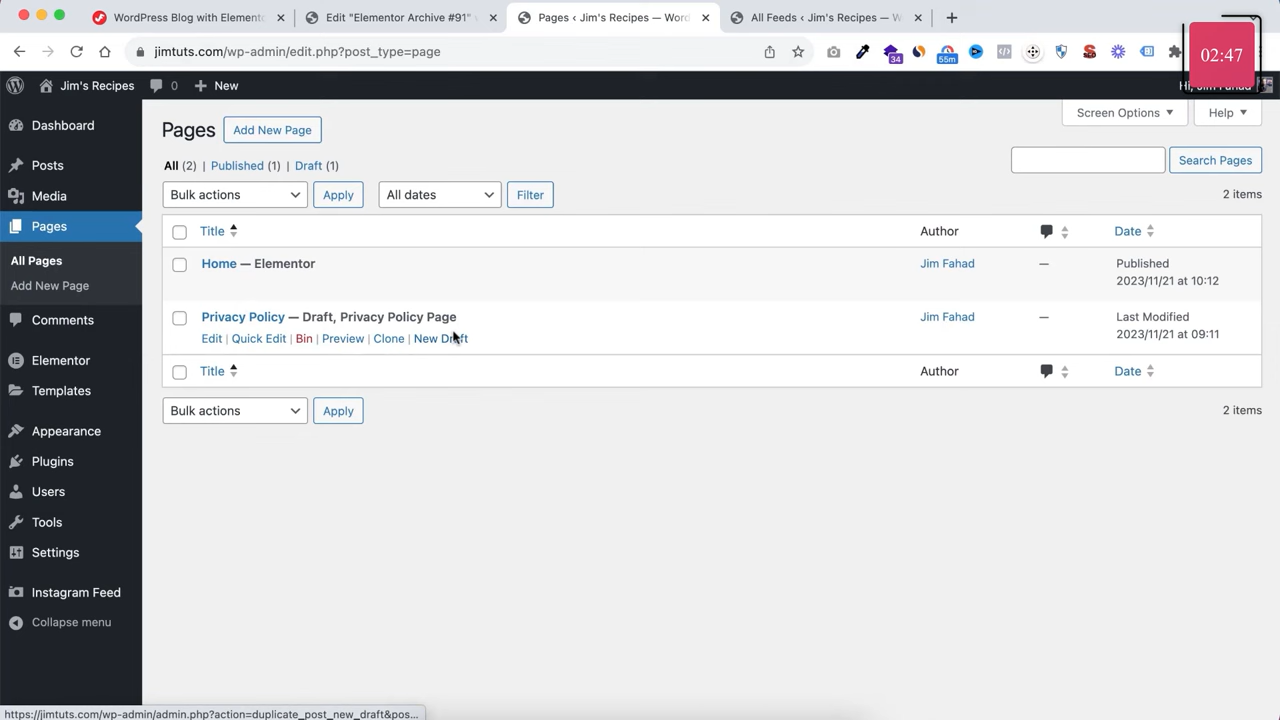 WordPress Blog with Elemento
Edit "Elementor Archive #91" 
Pages ‹ Jim's Recipes — Wor
All Feeds ‹ Jim's Recipes — W
jimtuts.com/wp-admin/edit.php?post_type=page
34
55m
02:47
Jim's Recipes
0
New
Hi, Jim Fahad
Dashboard
Posts
Media
Pages
All Pages
Add New Page
Comments
Elementor
Templates
Appearance
Plugins
Users
Tools
Settings
Instagram Feed
Collapse menu
Screen Options
Help
Pages
Add New Page
All (2) | Published (1) | Draft (1)
Search Pages
Bulk actions
Apply
All dates
Filter
2 items
Title
Author
Date
Home — Elementor
Jim Fahad
—
Published
2023/11/21 at 10:12
Privacy Policy — Draft, Privacy Policy Page
Jim Fahad
—
Last Modified
2023/11/21 at 09:11
Edit | Quick Edit | Bin | Preview | Clone | New Draft
Title
Author
Date
Bulk actions
Apply
2 items
https://jimtuts.com/wp-admin/admin.php?action=duplicate_post_new_draft&pos...